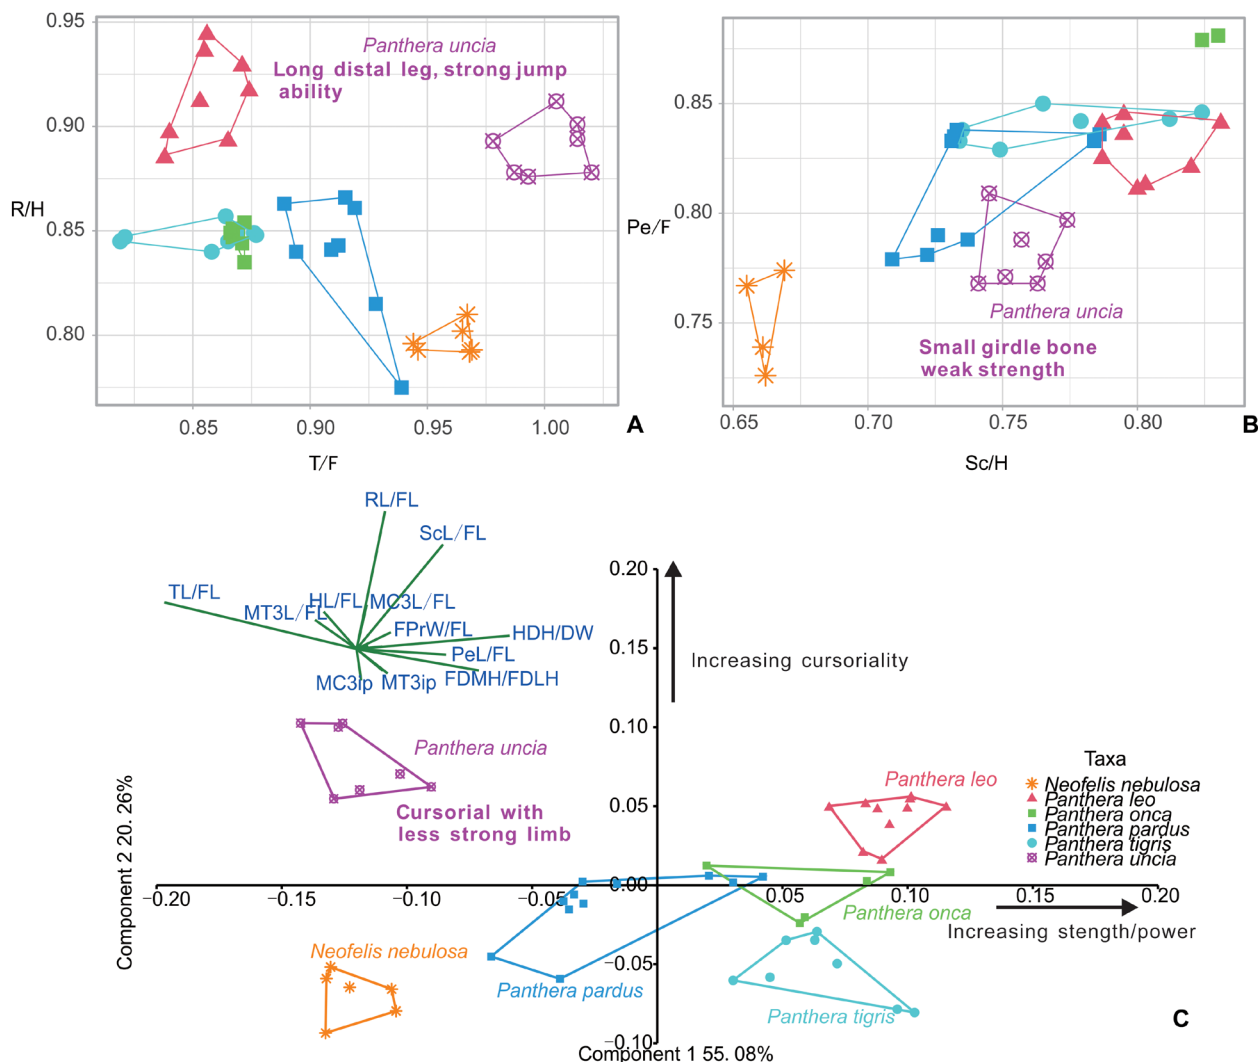 0.95
0.90
0.85
0.80
R/H
Panthera uncia
Long distal leg, strong jump
ability
0.85
0.90
0.95
1.00
T/F
A
0.85
0.80
0.75
Pe/F
Panthera uncia
Small girdle bone
weak strength
0.65
0.70
0.75
0.80
Sc/H
B
RL/FL
ScL/FL
TL/FL
MT3L/FL
HL/FL
MC3L/FL
FPrW/FL
HDH/DW
PeL/FL
MC3ip
MT3ip
FDMH/FDLH
0.20
0.15
0.10
0.05
0.00
−0.05
−0.10
Increasing cursoriality
Panthera uncia
Cursorial with
less strong limb
Component 2 20. 26%
Panthera leo
Taxa
Neofelis nebulosa
Panthera leo
Panthera onca
Panthera pardus
Panthera tigris
Panthera uncia
−0.20
−0.15
−0.10
−0.05
0.05
0.10
0.15
0.20
Panthera onca
Increasing stength/power
Neofelis nebulosa
Panthera pardus
Panthera tigris
C
Component 1 55. 08%